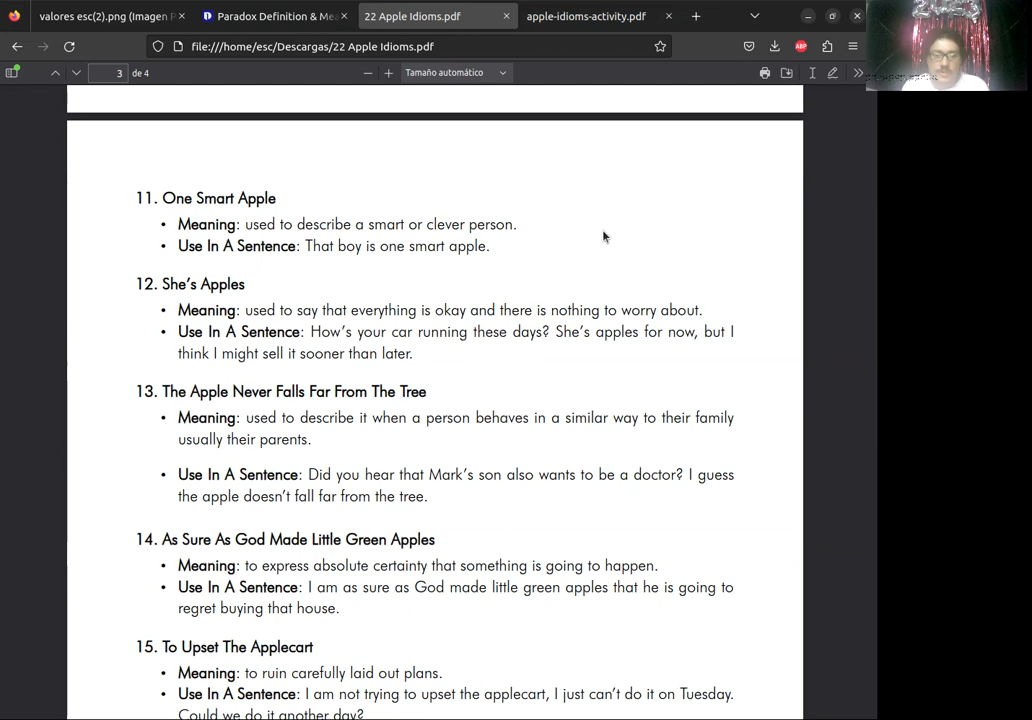 valores esc(2).png (Imagen P
Paradox Definition & Mea
22 Apple Idioms.pdf
apple-idioms-activity.pdf
file:///home/esc/Descargas/22 Apple Idioms.pdf
ABP
3 de 4
Tamaño automático
11. One Smart Apple
• Meaning: used to describe a smart or clever person.
• Use In A Sentence: That boy is one smart apple.
12. She's Apples
• Meaning: used to say that everything is okay and there is nothing to worry about.
• Use In A Sentence: How's your car running these days? She's apples for now, but I
think I might sell it sooner than later.
13. The Apple Never Falls Far From The Tree
• Meaning: used to describe it when a person behaves in a similar way to their family
usually their parents.
• Use In A Sentence: Did you hear that Mark's son also wants to be a doctor? I guess
the apple doesn't fall far from the tree.
14. As Sure As God Made Little Green Apples
• Meaning: to express absolute certainty that something is going to happen.
• Use In A Sentence: I am as sure as God made little green apples that he is going to
regret buying that house.
15. To Upset The Applecart
• Meaning: to ruin carefully laid out plans.
• Use In A Sentence: I am not trying to upset the applecart, I just can't do it on Tuesday.
Could we do it another day?